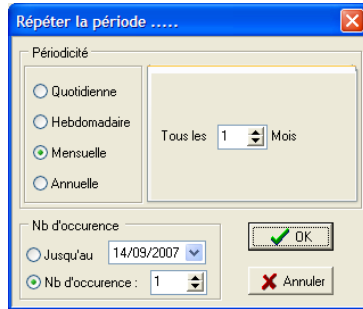 Répéter la période .....
Périodicité
Quotidienne
Hebdomadaire
Mensuelle
Annuelle
Tous les 1 Mois
Nb d'occurence
Jusqu'au 14/09/2007
Nb d'occurence : 1
OK
Annuler